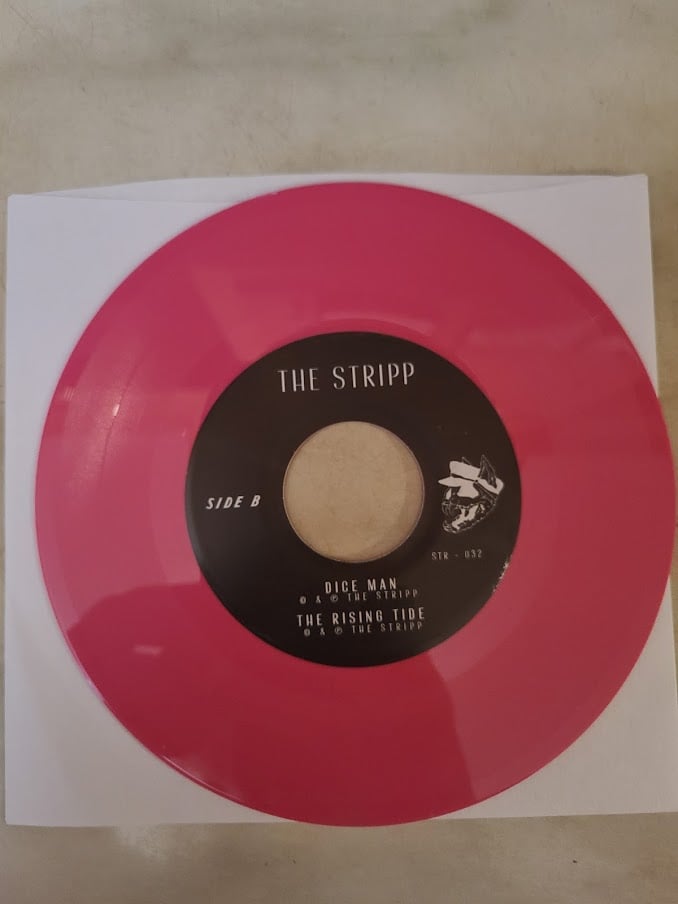 THE STRIPP
SIDE B
STR - 032
DICE MAN
© & ℗ THE STRIPP
THE RISING TIDE
© & ℗ THE STRIPP